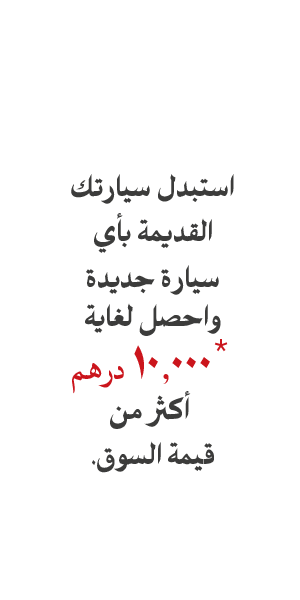 استبدل سيارتك
القديمة بأي
سيارة جديدة
واحصل لغاية
*١٠,٠٠٠ درهم
أكثر من
قيمة السوق.